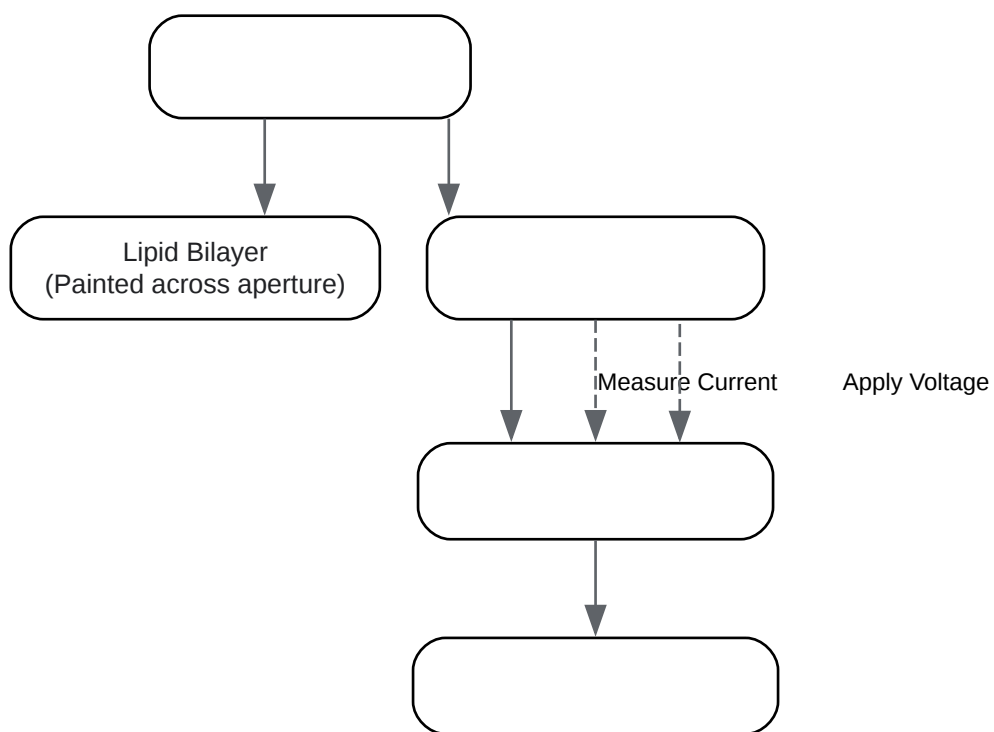 Lipid Bilayer
(Painted across aperture)
Measure Current
Apply Voltage